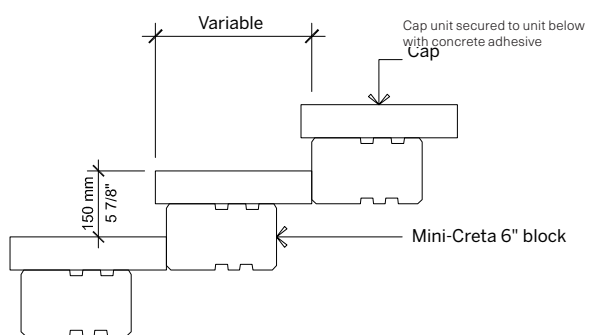 Variable
Cap unit secured to unit below
with concrete adhesive
Cap
150 mm
5 7/8"
Mini-Creta 6" block